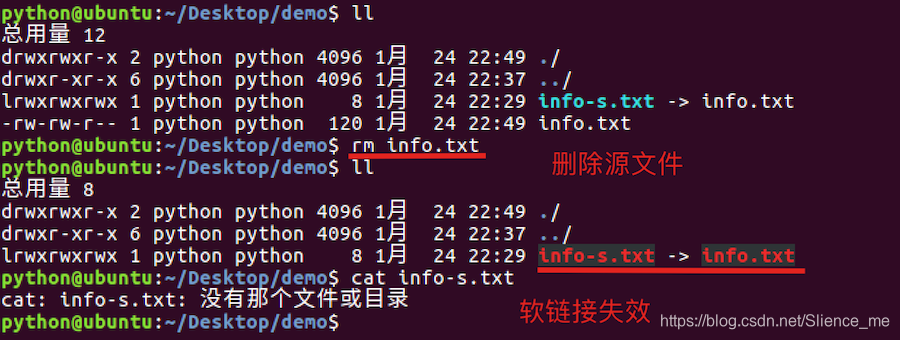 python@ubuntu:~/Desktop/demo$ ll
总用量 12
drwxrwxr-x 2 python python 4096 1月  24 22:49 ./
drwxr-xr-x 6 python python 4096 1月  24 22:37 ../
lrwxrwxrwx 1 python python    8 1月  24 22:29 info-s.txt -> info.txt
-rw-rw-r-- 1 python python  120 1月  24 22:49 info.txt
python@ubuntu:~/Desktop/demo$ rm info.txt
删除源文件
python@ubuntu:~/Desktop/demo$ ll
总用量 8
drwxrwxr-x 2 python python 4096 1月  24 22:49 ./
drwxr-xr-x 6 python python 4096 1月  24 22:37 ../
lrwxrwxrwx 1 python python    8 1月  24 22:29 info-s.txt -> info.txt
python@ubuntu:~/Desktop/demo$ cat info-s.txt
cat: info-s.txt: 没有那个文件或目录
软链接失效
python@ubuntu:~/Desktop/demo$
https://blog.csdn.net/Slience_me